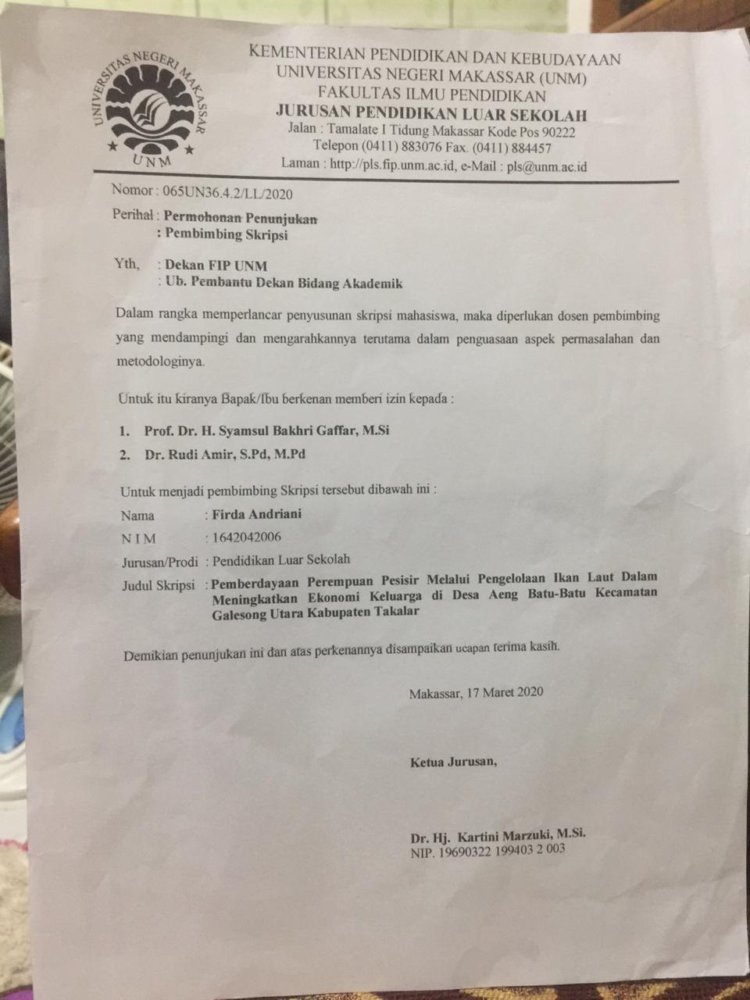 UNIVERSITAS NEGERI MAKASSAR
UNM
KEMENTERIAN PENDIDIKAN DAN KEBUDAYAAN
UNIVERSITAS NEGERI MAKASSAR (UNM)
FAKULTAS ILMU PENDIDIKAN
JURUSAN PENDIDIKAN LUAR SEKOLAH
Jalan : Tamalate I Tidung Makassar Kode Pos 90222
Telepon (0411) 883076 Fax. (0411) 884457
Laman : http://pls.fip.unm.ac.id, e-Mail : pls@unm.ac.id
Nomor : 065UN36.4.2/LL/2020
Perihal : Permohonan Penunjukan
: Pembimbing Skripsi
Yth, : Dekan FIP UNM
: Ub. Pembantu Dekan Bidang Akademik
Dalam rangka memperlancar penyusunan skripsi mahasiswa, maka diperlukan dosen pembimbing
yang mendampingi dan mengarahkannya terutama dalam penguasaan aspek permasalahan dan
metodologinya.
Untuk itu kiranya Bapak/Ibu berkenan memberi izin kepada :
1. Prof. Dr. H. Syamsul Bakhri Gaffar, M.Si
2. Dr. Rudi Amir, S.Pd, M.Pd
Untuk menjadi pembimbing Skripsi tersebut dibawah ini :
Nama : Firda Andriani
N I M : 1642042006
Jurusan/Prodi : Pendidikan Luar Sekolah
Judul Skripsi : Pemberdayaan Perempuan Pesisir Melalui Pengelolaan Ikan Laut Dalam
Meningkatkan Ekonomi Keluarga di Desa Aeng Batu-Batu Kecamatan
Galesong Utara Kabupaten Takalar
Demikian penunjukan ini dan atas perkenannya disampaikan ucapan terima kasih.
Makassar, 17 Maret 2020
Ketua Jurusan,
Dr. Hj. Kartini Marzuki, M.Si.
NIP. 19690322 199403 2 003